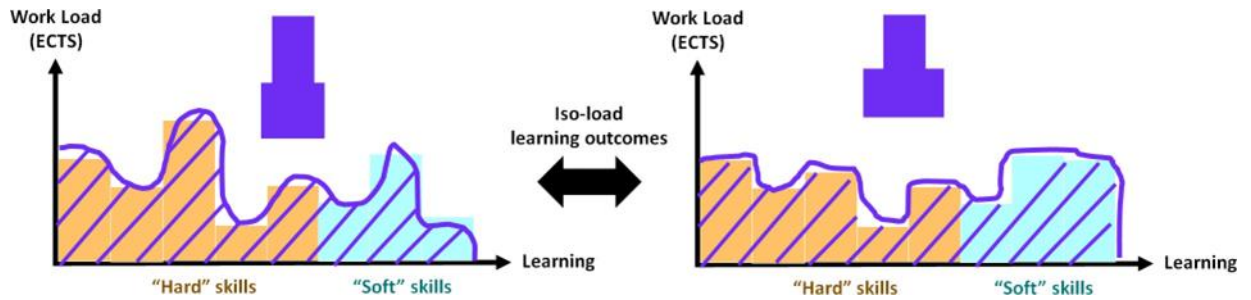 Work Load
(ECTS)
Learning
"Hard" skills
"Soft" skills
Iso-load
learning outcomes
Work Load
(ECTS)
Learning
"Hard" skills
"Soft" skills